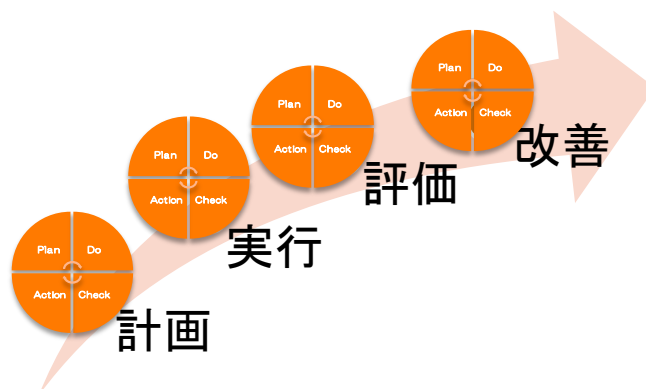 Plan Do
Action Check
計画
Plan Do
Action Check
実行
Plan Do
Action Check
評価
Plan Do
Action Check
改善